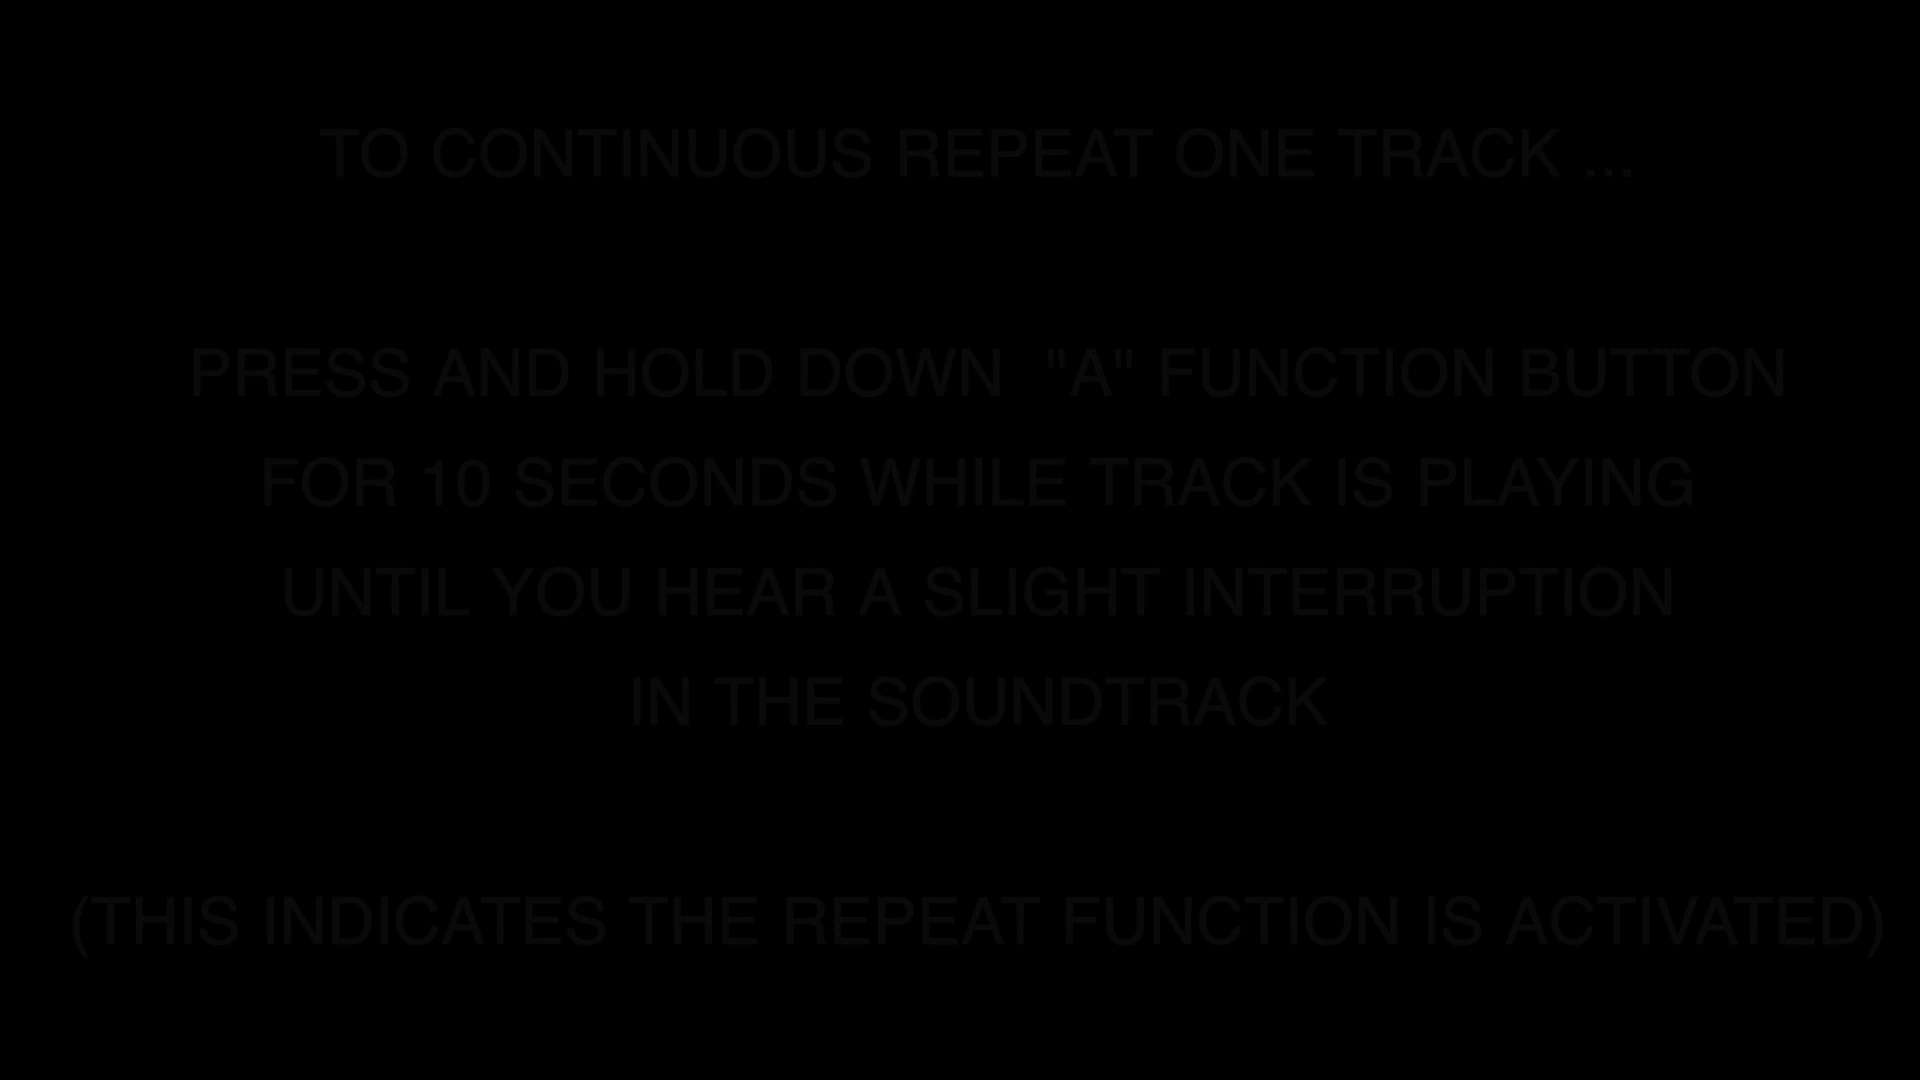 TO CONTINUOUS REPEAT ONE TRACK ...
PRESS AND HOLD DOWN  "A" FUNCTION BUTTON
FOR 10 SECONDS WHILE TRACK IS PLAYING
UNTIL YOU HEAR A SLIGHT INTERRUPTION
IN THE SOUNDTRACK
(THIS INDICATES THE REPEAT FUNCTION IS ACTIVATED)